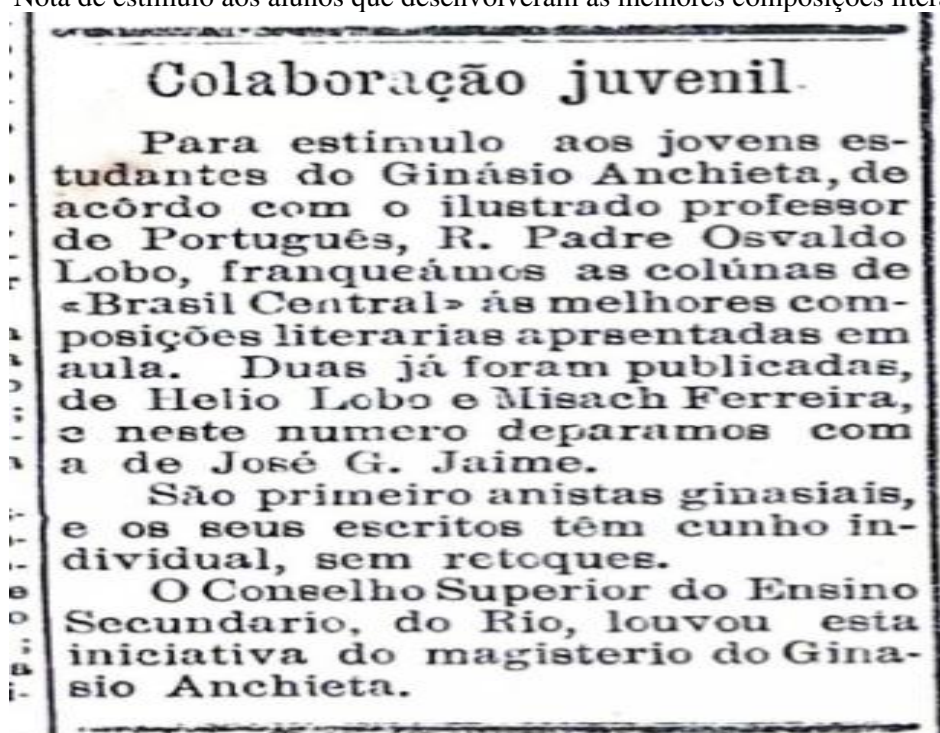 Nota de estímulo aos alunos que desenvolveram as melhores composições
Colaboração juvenil
Para estímulo aos jovens es-
tudantes do Ginásio Anchieta, de
acôrdo com o ilustrado professor
de Português, R. Padre Osvaldo
Lobo, franqueámos as colúnas de
«Brasil Central» ás melhores com-
posições literarias aprsentadas em
aula. Duas já foram publicadas,
de Helio Lobo e Misach Ferreira,
e neste numero deparamos com
a de José G. Jaime.
São primeiro anistas ginasiais,
e os seus escritos têm cunho in-
dividual, sem retoques.
O Conselho Superior do Ensino
Secundario, do Rio, louvou esta
iniciativa do magisterio do Gina-
sio Anchieta.